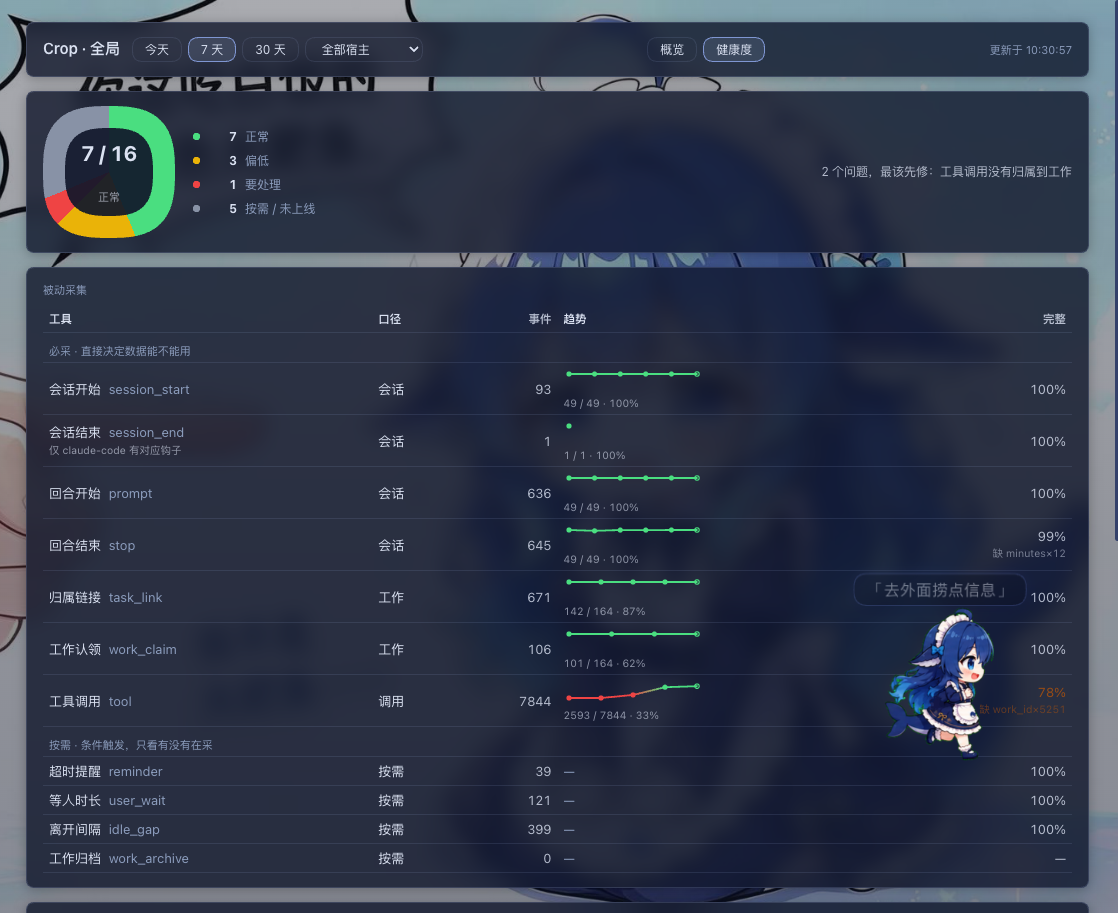 Crop · 全局 今天 7 天 30 天 全部宿主 概览 健康度 更新于 10:30:57
7 / 16
正常
7 正常
3 偏低
1 要处理
5 按需 / 未上线
2 个问题，最该先修：工具调用没有归属到工作
被动采集
工具 口径 事件 趋势 完整
必采 · 直接决定数据能不能用
会话开始 session_start 会话 93 100%
49 / 49 · 100%
会话结束 session_end 会话 1 100%
仅 claude-code 有对应钩子 1 / 1 · 100%
回合开始 prompt 会话 636 100%
49 / 49 · 100%
回合结束 stop 会话 645 99%
49 / 49 · 100% 缺 minutes×12
「去外面捞点信息」
归属链接 task_link 工作 671 100%
142 / 164 · 87%
工作认领 work_claim 工作 106 100%
101 / 164 · 62%
工具调用 tool 调用 7844 78%
2593 / 7844 · 33% 缺 work_id×5251
按需 · 条件触发，只看有没有在采
超时提醒 reminder 按需 39 — 100%
等人时长 user_wait 按需 121 — 100%
离开间隔 idle_gap 按需 399 — 100%
工作归档 work_archive 按需 0 — —